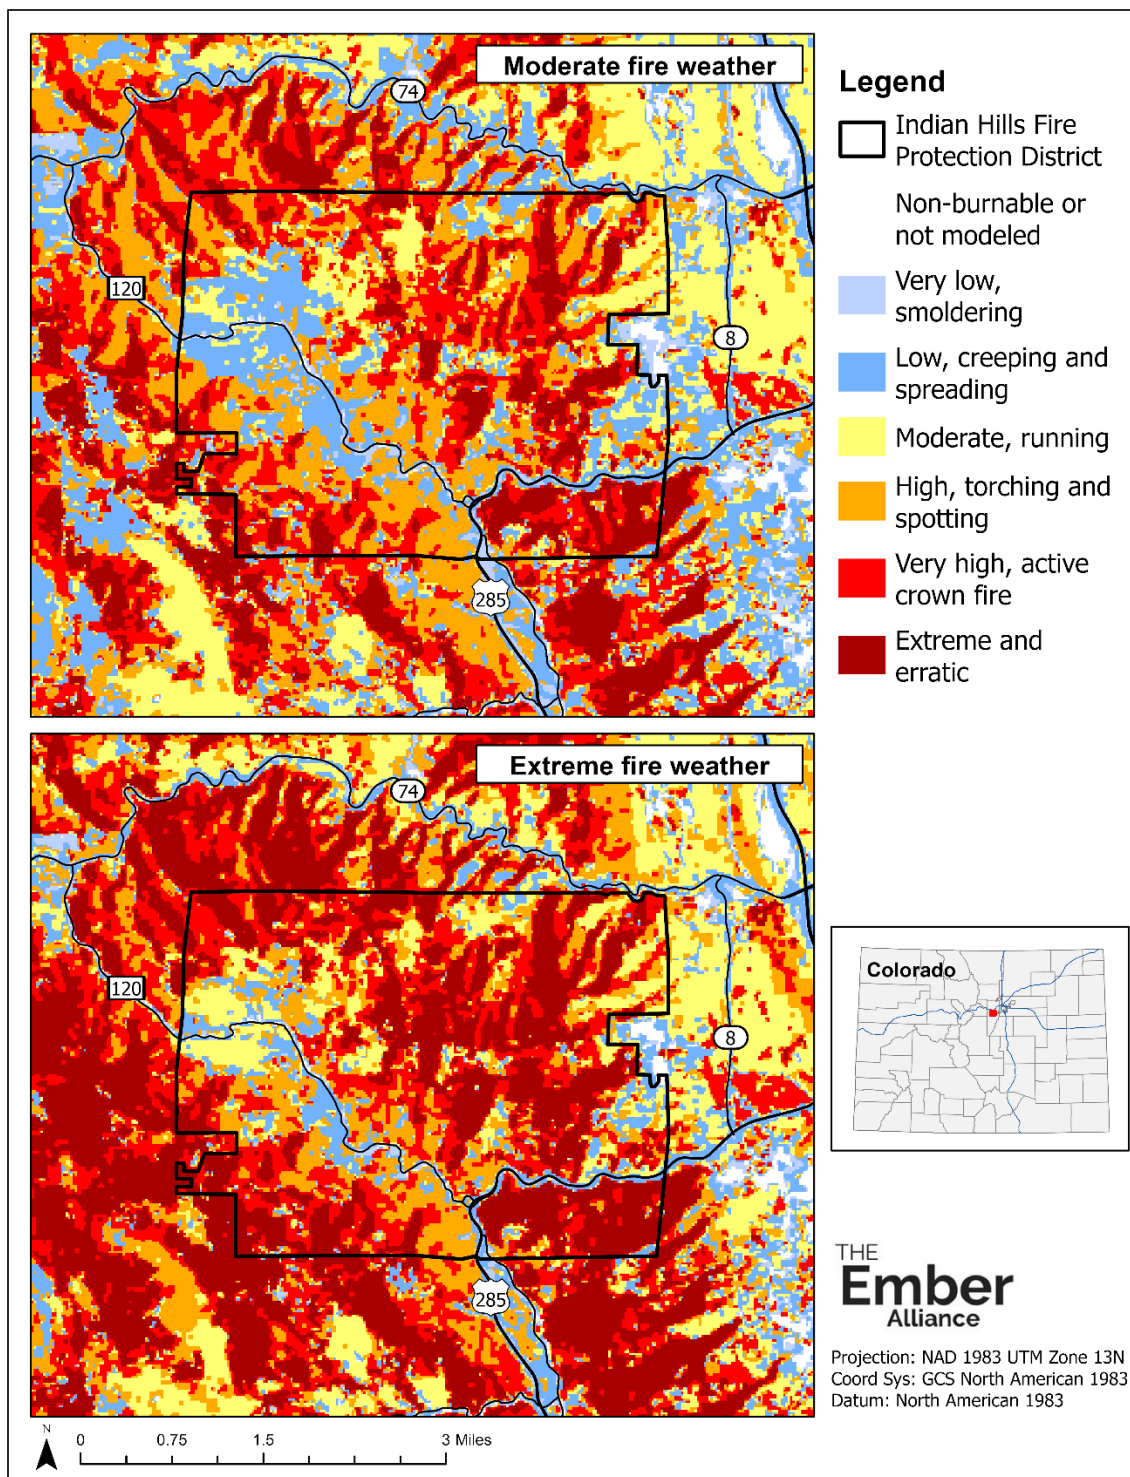 Moderate fire weather
74
120
8
285
Legend
Indian Hills Fire
Protection District
Non-burnable or
not modeled
Very low,
smoldering
Low, creeping and
spreading
Moderate, running
High, torching and
spotting
Very high, active
crown fire
Extreme and
erratic
Extreme fire weather
74
120
8
285
Colorado
THE
Ember
Alliance
Projection: NAD 1983 UTM Zone 13N
Coord Sys: GCS North American 1983
Datum: North American 1983
N
0 0.75 1.5 3 Miles